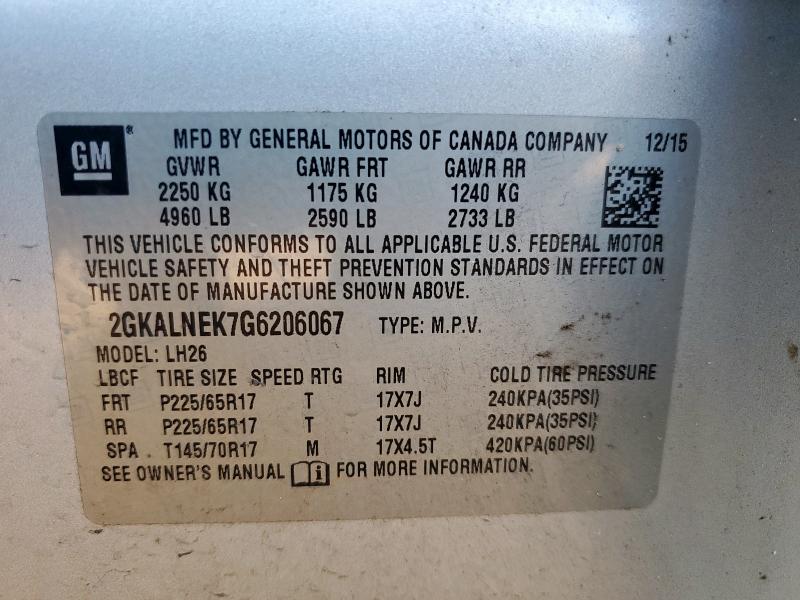 GM ® MFD BY GENERAL MOTORS OF CANADA COMPANY 12/15
GVWR GAWR FRT GAWR RR
2250 KG 1175 KG 1240 KG
4960 LB 2590 LB 2733 LB
THIS VEHICLE CONFORMS TO ALL APPLICABLE U.S. FEDERAL MOTOR
VEHICLE SAFETY AND THEFT PREVENTION STANDARDS IN EFFECT ON
THE DATE OF MANUFACTURE SHOWN ABOVE.
2GKALNEK7G6206067 TYPE: M.P.V.
MODEL: LH26
LBCF TIRE SIZE SPEED RTG RIM COLD TIRE PRESSURE
FRT P225/65R17 T 17X7J 240KPA(35PSI)
RR P225/65R17 T 17X7J 240KPA(35PSI)
SPA T145/70R17 M 17X4.5T 420KPA(60PSI)
SEE OWNER'S MANUAL i FOR MORE INFORMATION.